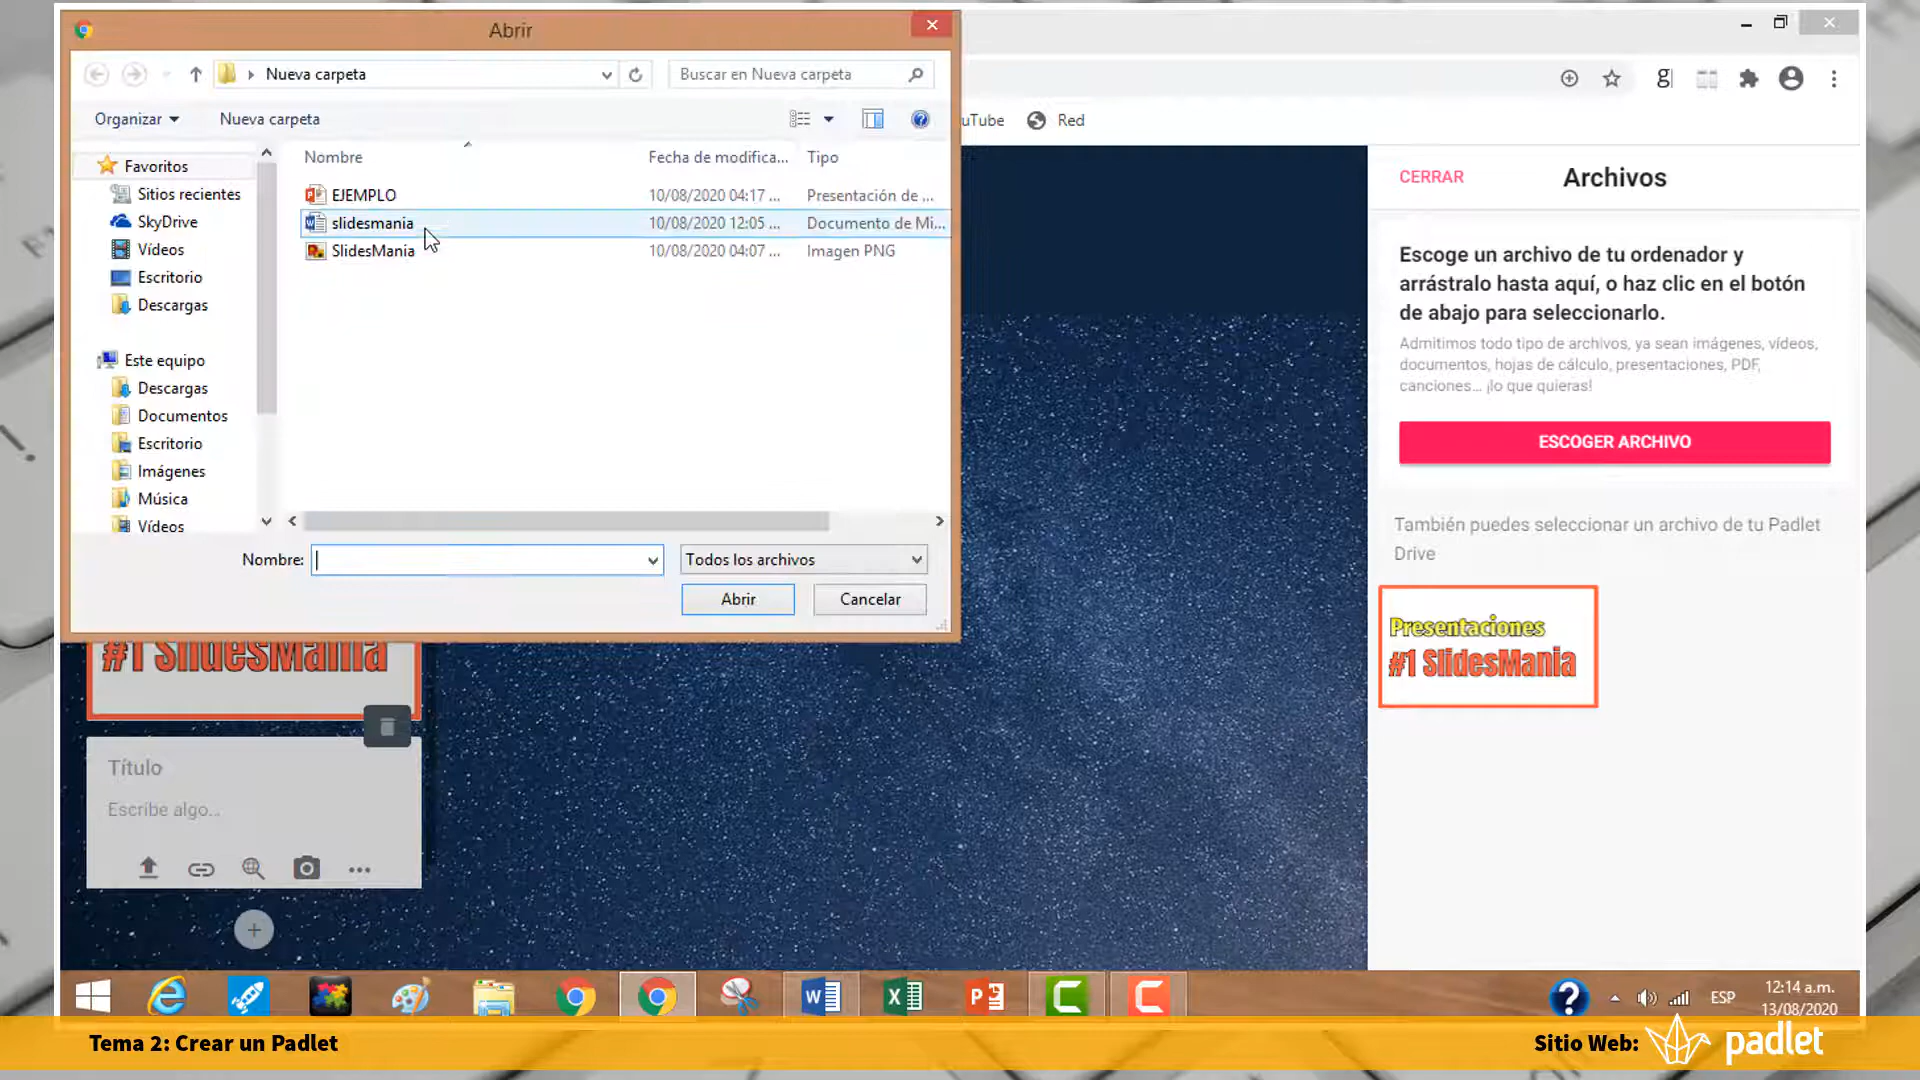 Abrir
Nueva carpeta
Buscar en Nueva carpeta
Organizar
Nueva carpeta
Nombre
Fecha de modifica...
Tipo
EJEMPLO
10/08/2020 04:17 ...
Presentación de ...
slidesmania
10/08/2020 12:05 ...
Documento de Mi...
SlidesMania
10/08/2020 04:07 ...
Imagen PNG
Favoritos
Sitios recientes
SkyDrive
Vídeos
Escritorio
Descargas
Este equipo
Descargas
Documentos
Escritorio
Imágenes
Música
Vídeos
Nombre:
Todos los archivos
Abrir
Cancelar
uTube
Red
CERRAR
Archivos
Escoge un archivo de tu ordenador y
arrástralo hasta aquí, o haz clic en el botón
de abajo para seleccionarlo.
Admitimos todo tipo de archivos, ya sean imágenes, vídeos,
documentos, hojas de cálculo, presentaciones, PDF,
canciones... ¡lo que quieras!
ESCOGER ARCHIVO
También puedes seleccionar un archivo de tu Padlet
Drive
Presentaciones
#1 SlidesMania
#1 SlidesMania
Título
Escribe algo...
ESP
12:14 a.m.
13/08/2020
Tema 2: Crear un Padlet
Sitio Web:
padlet